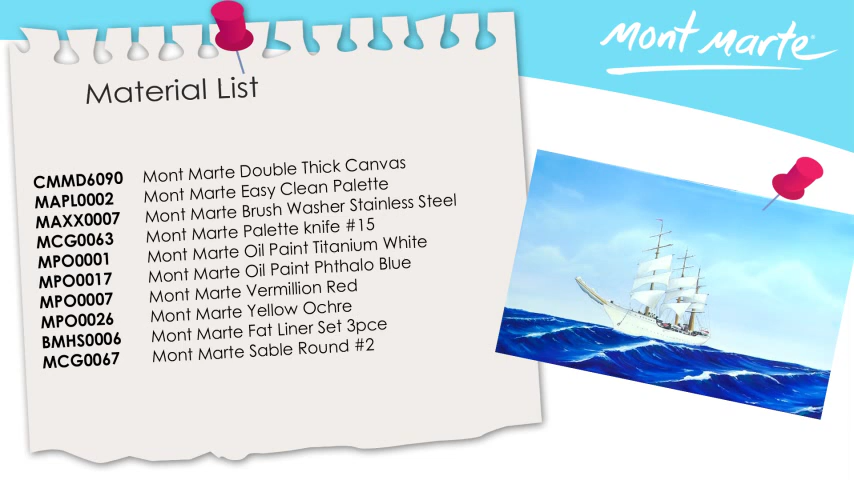 Mont Marte
Material List
CMMD6090 Mont Marte Double Thick Canvas
MAPL0002 Mont Marte Easy Clean Palette
MAXX0007 Mont Marte Brush Washer Stainless Steel
MCG0063 Mont Marte Palette knife #15
MPO0001 Mont Marte Oil Paint Titanium White
MPO0017 Mont Marte Oil Paint Phthalo Blue
MPO0007 Mont Marte Vermillion Red
MPO0026 Mont Marte Yellow Ochre
BMHS0006 Mont Marte Fat Liner Set 3pce
MCG0067 Mont Marte Sable Round #2